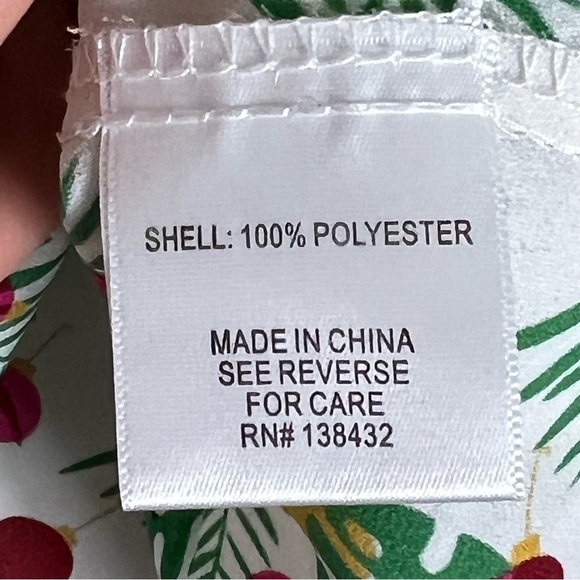 SHELL: 100% POLYESTER
MADE IN CHINA
SEE REVERSE
FOR CARE
RN# 138432